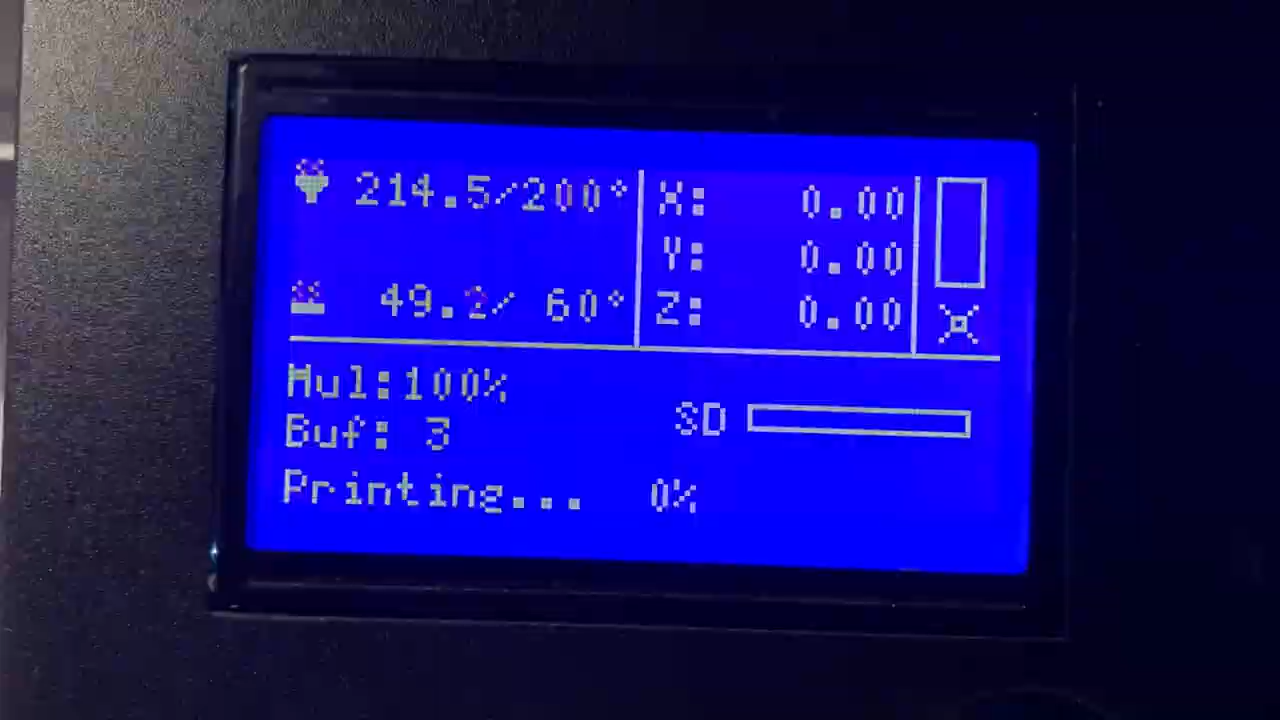 214.5/200°
X: 0.00
Y: 0.00
49.2/ 60°
Z: 0.00
Mul:100%
Buf: 3
SD
Printing... 0%